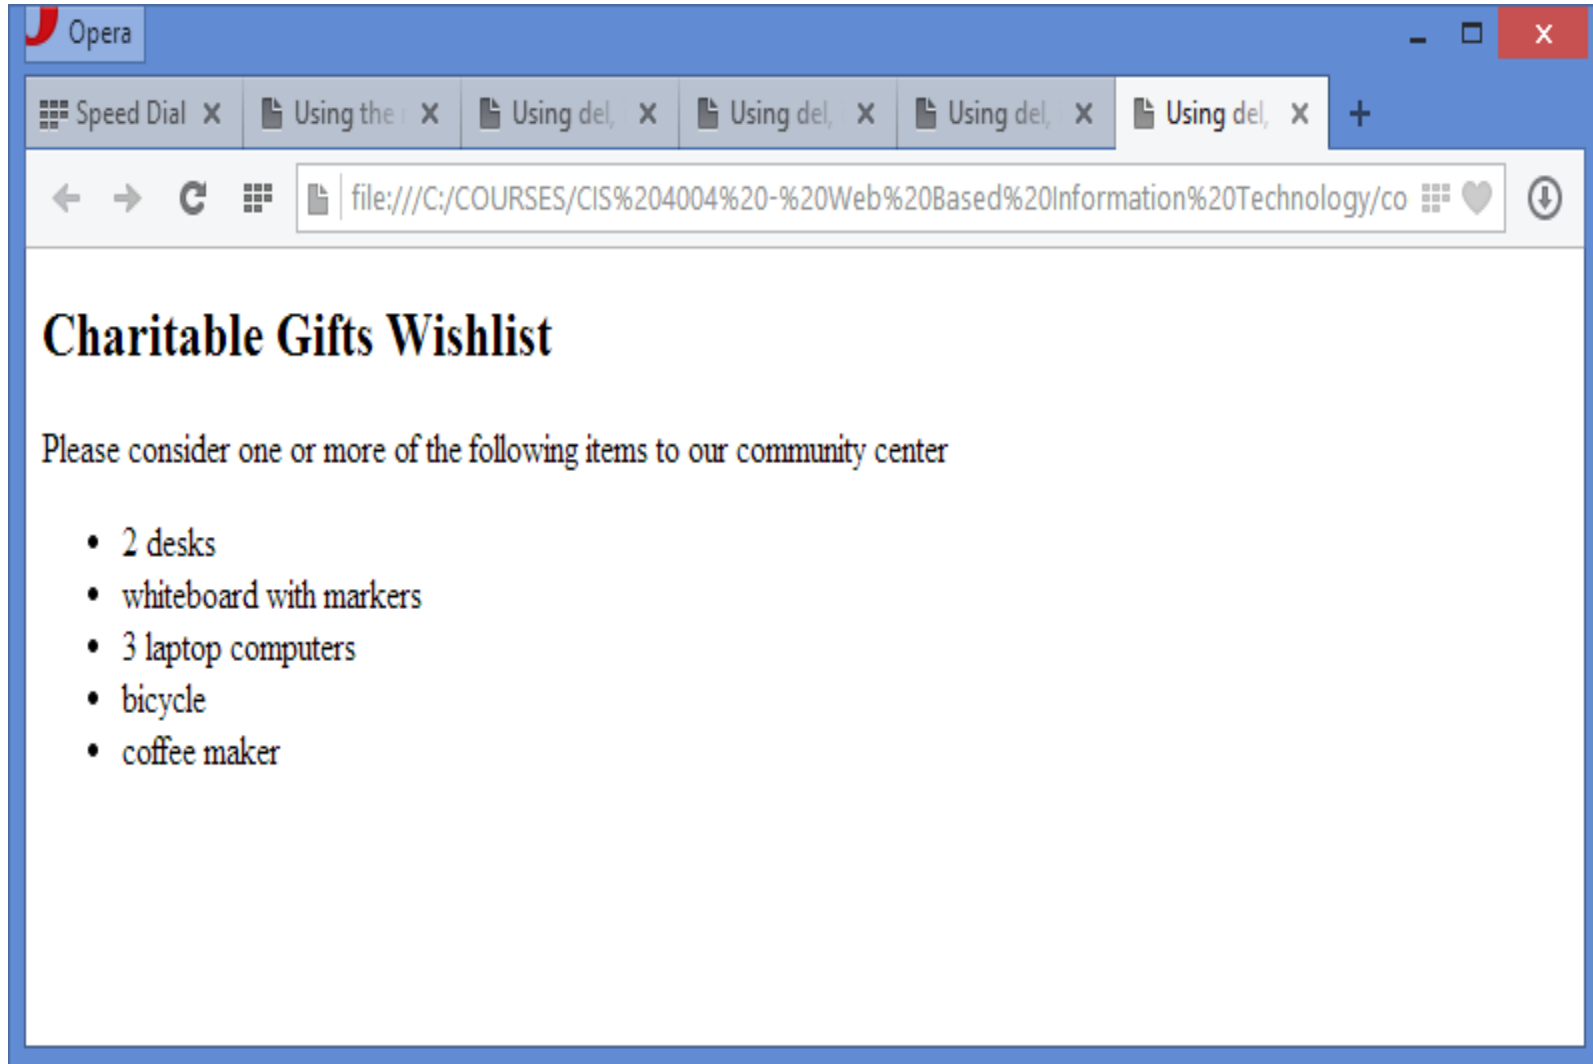 Opera
Speed Dial
Using the
Using del,
Using del,
Using del,
Using del,
file:///C:/COURSES/CIS%204004%20-%20Web%20Based%20Information%20Technology/co
Charitable Gifts Wishlist
Please consider one or more of the following items to our community center
• 2 desks
• whiteboard with markers
• 3 laptop computers
• bicycle
• coffee maker